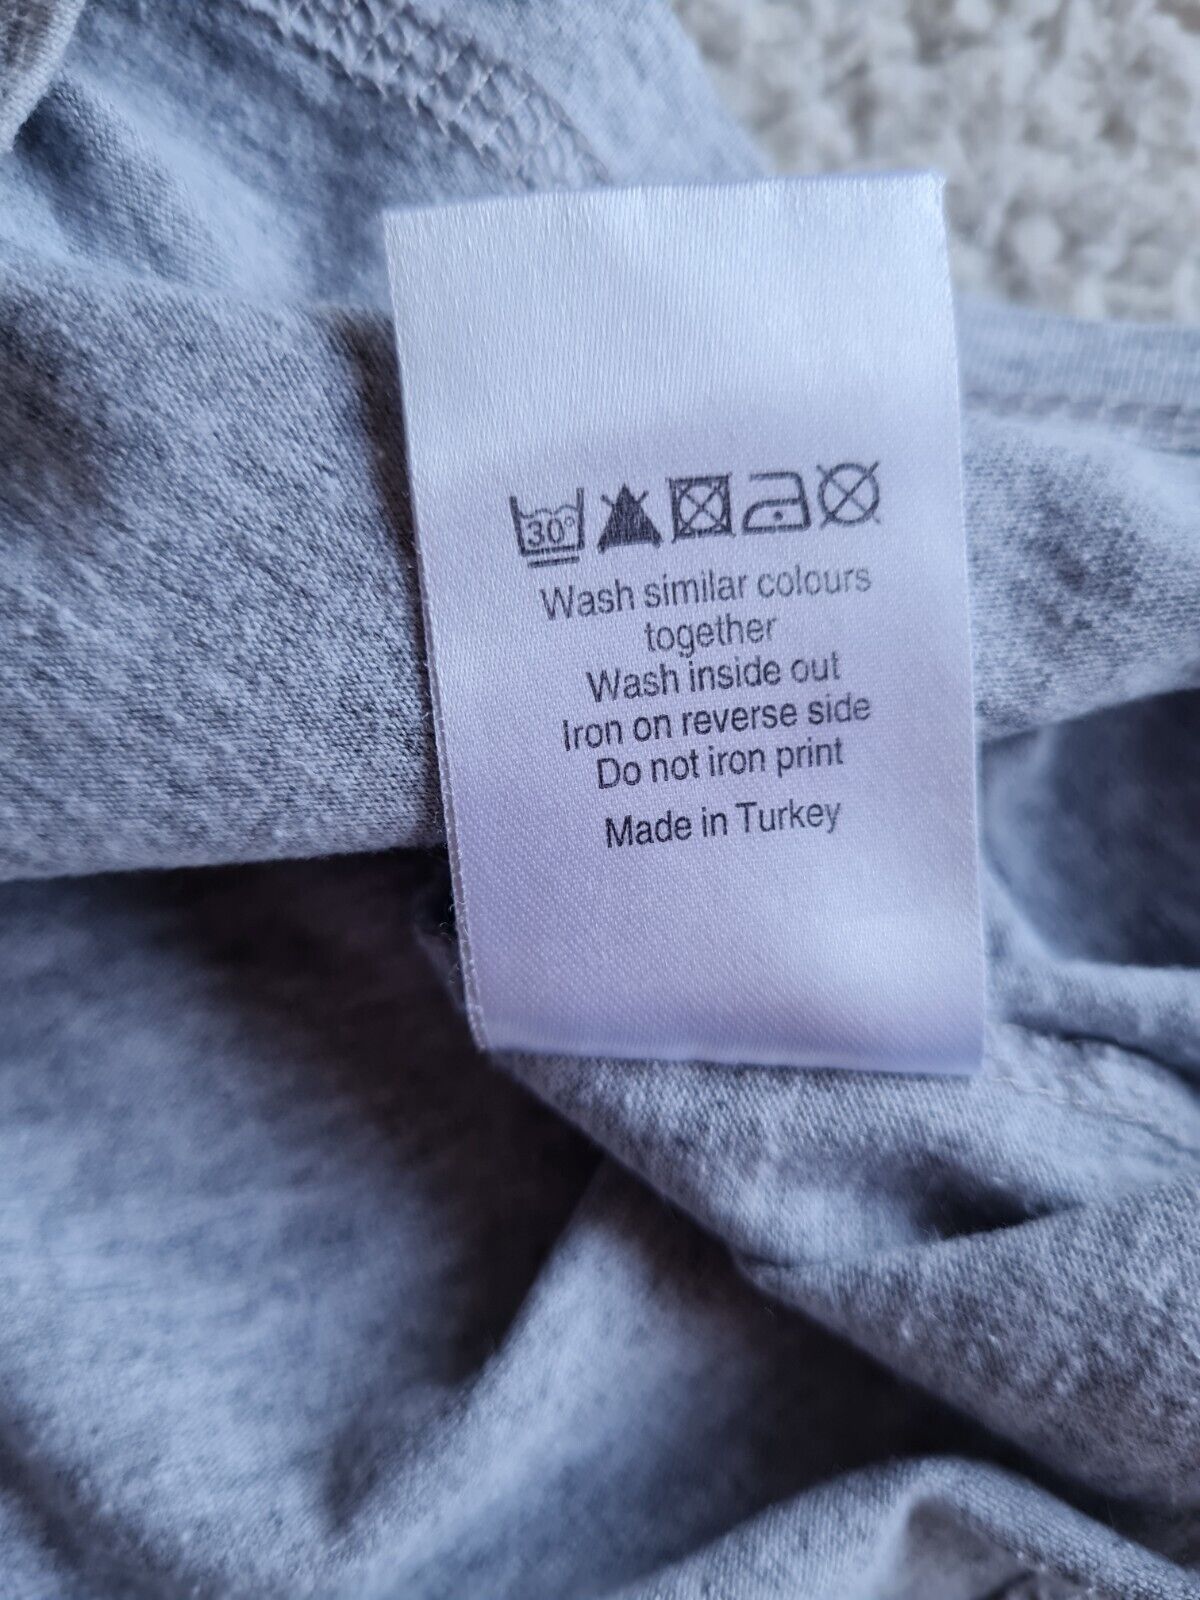 30°
Wash similar colours
together
Wash inside out
Iron on reverse side
Do not iron print
Made in Turkey